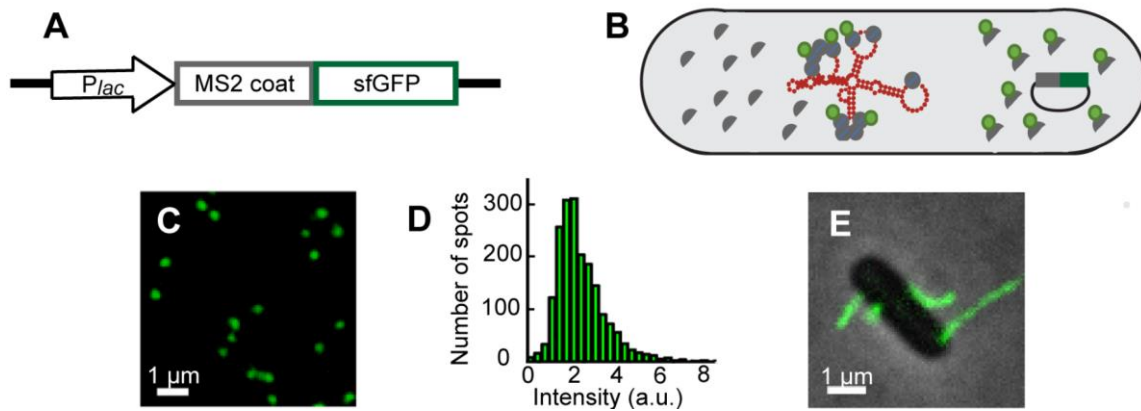 A
P_lac
MS2 coat
sfGFP
B
C
1 µm
D
Number of spots
300
200
100
0
0 2 4 6 8
Intensity (a.u.)
E
1 µm